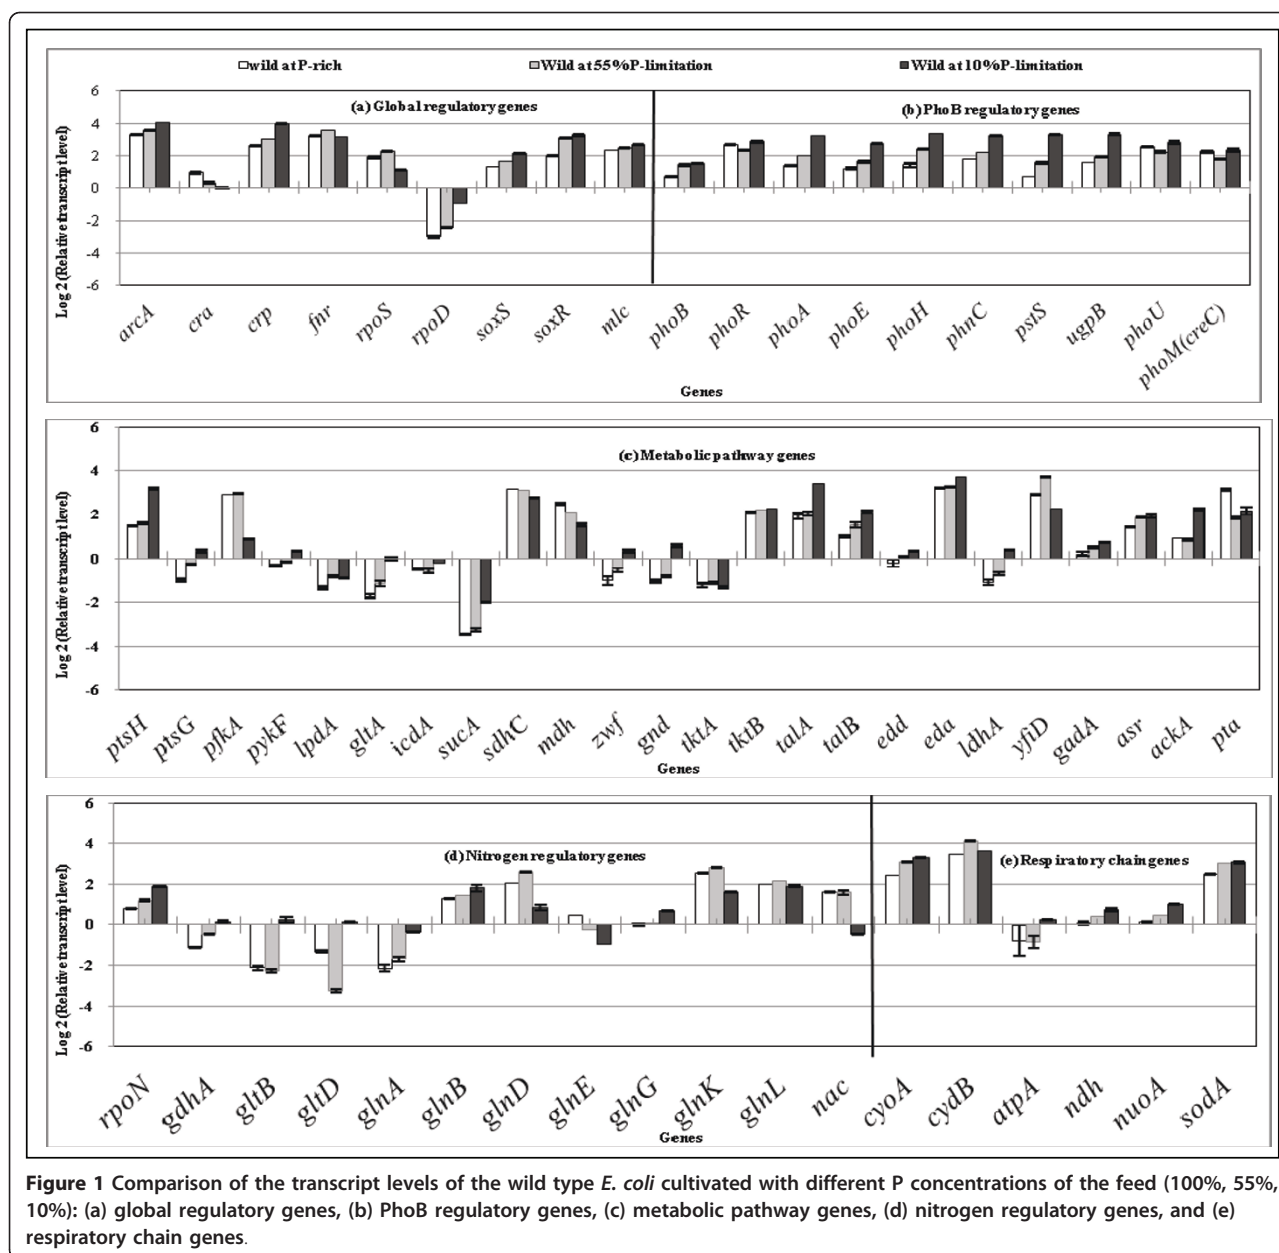 wild at P-rich Wild at 55%P-limitation Wild at 10%P-limitation
(a) Global regulatory genes (b) PhoB regulatory genes
Log 2 (Relative transcript level)
6
4
2
0
-2
-4
-6
arcA cra crp fnr rpoS rpoD soxS soxR mlc phoB phoR phoA phoE phoH phnC pstS ugpB phoU phoM(creC)
Genes
(c) Metabolic pathway genes
Log 2 (Relative transcript level)
6
4
2
0
-2
-4
-6
ptsH ptsG pfkA pykF lpdA gltA icdA sucA sdhC mdh zwf gnd tktA tktB talA talB edd eda ldhA yfiD gadA asr ackA pta
Genes
(d) Nitrogen regulatory genes (e) Respiratory chain genes
Log 2 (Relative transcript level)
6
4
2
0
-2
-4
-6
rpoN gdhA gltB gltD glnA glnB glnD glnE glnG glnK glnL nac cyoA cydB atpA ndh nuoA sodA
Genes
Figure 1 Comparison of the transcript levels of the wild type E. coli cultivated with different P concentrations of the feed (100%, 55%,
10%): (a) global regulatory genes, (b) PhoB regulatory genes, (c) metabolic pathway genes, (d) nitrogen regulatory genes, and (e)
respiratory chain genes.